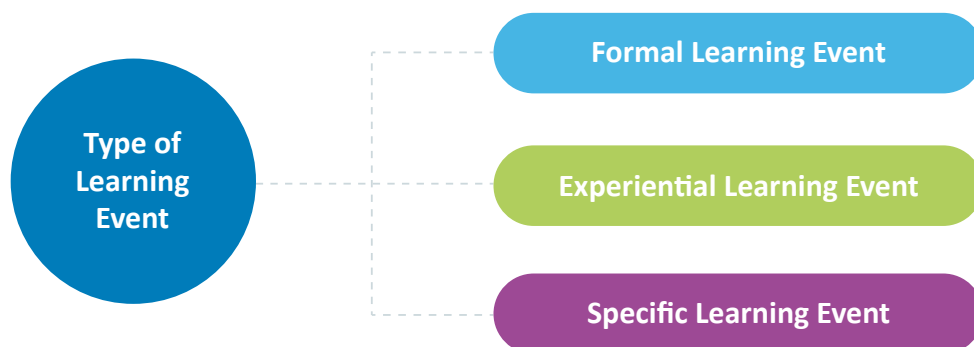 Type of
Learning
Event
Formal Learning Event
Experiential Learning Event
Specific Learning Event